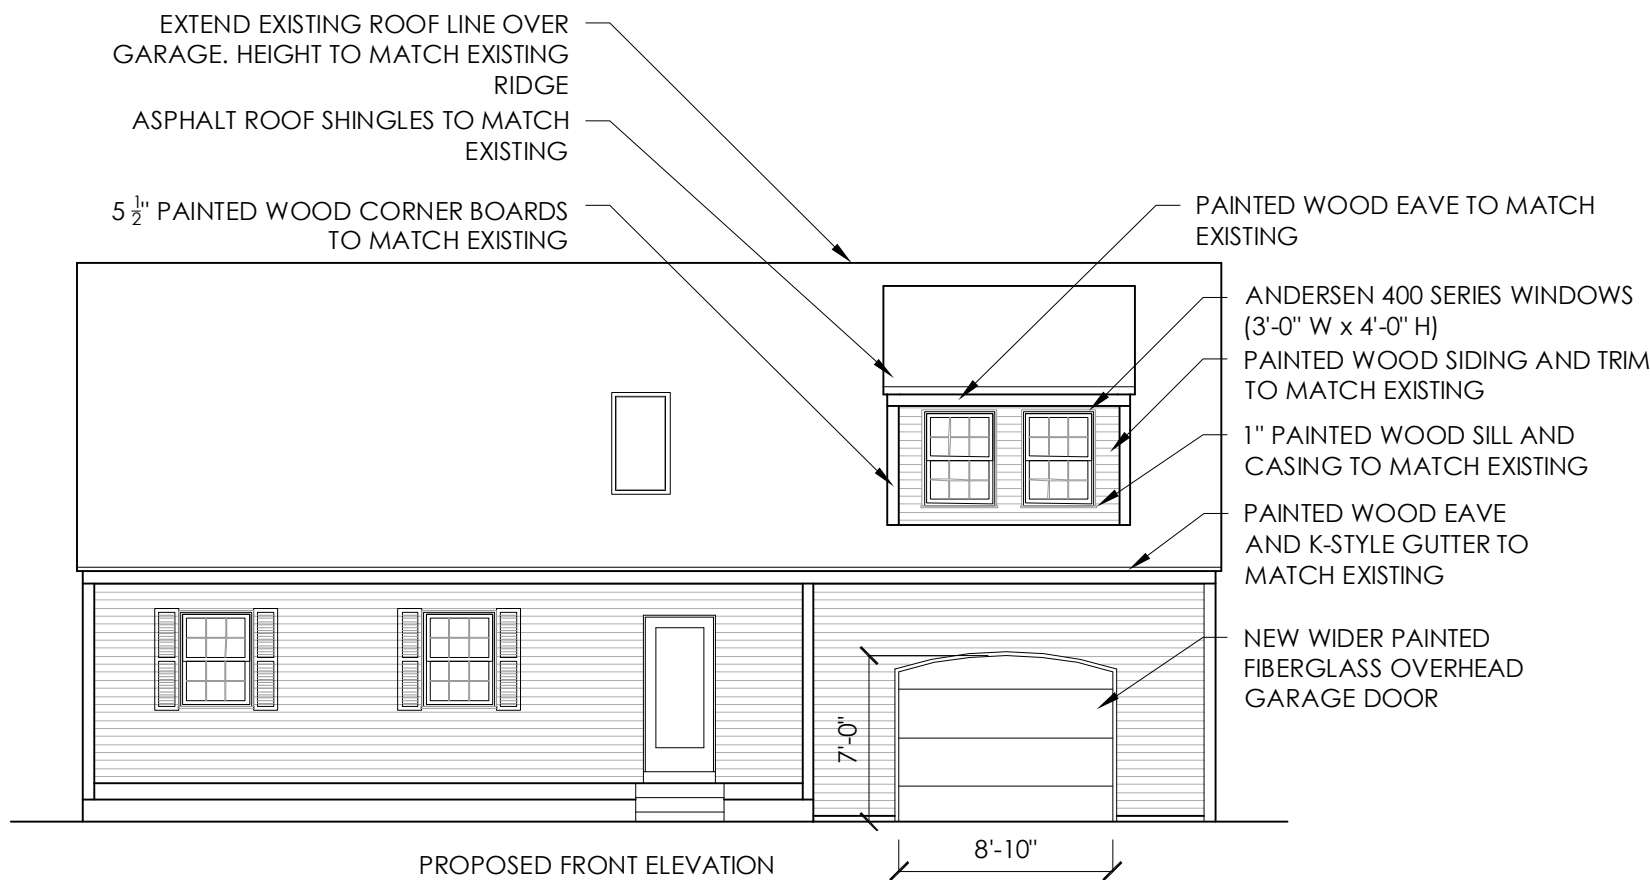 EXTEND EXISTING ROOF LINE OVER
GARAGE. HEIGHT TO MATCH EXISTING
RIDGE
ASPHALT ROOF SHINGLES TO MATCH
EXISTING
5 1/2" PAINTED WOOD CORNER BOARDS
TO MATCH EXISTING
PAINTED WOOD EAVE TO MATCH
EXISTING
ANDERSEN 400 SERIES WINDOWS
(3'-0" W x 4'-0" H)
PAINTED WOOD SIDING AND TRIM
TO MATCH EXISTING
1" PAINTED WOOD SILL AND
CASING TO MATCH EXISTING
PAINTED WOOD EAVE
AND K-STYLE GUTTER TO
MATCH EXISTING
NEW WIDER PAINTED
FIBERGLASS OVERHEAD
GARAGE DOOR
7'-0"
8'-10"
PROPOSED FRONT ELEVATION